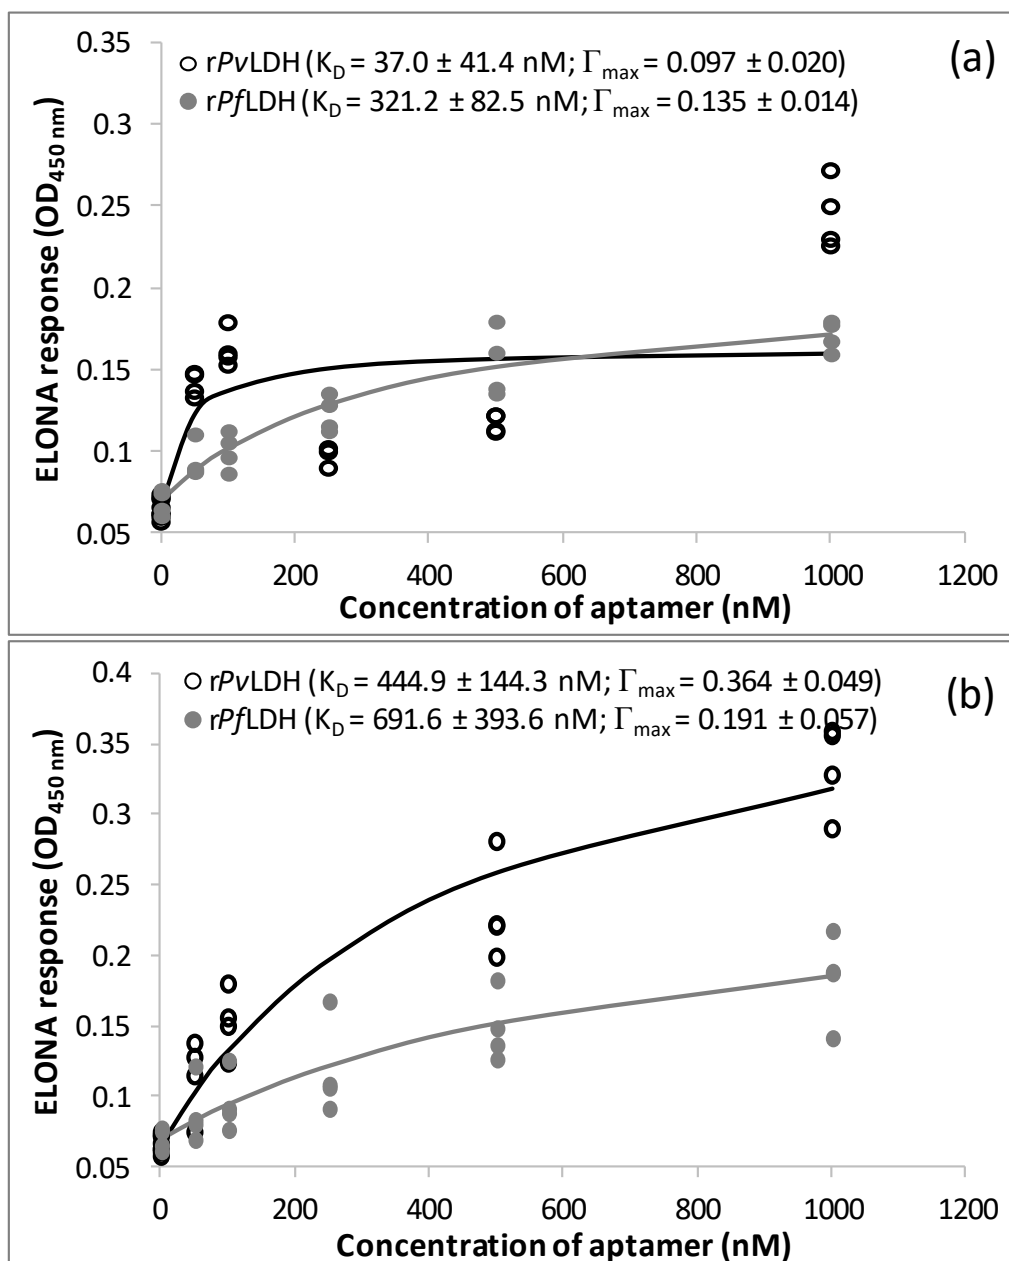 (a)
rPvLDH (K_D = 37.0 ± 41.4 nM; Γ_max = 0.097 ± 0.020)
rPfLDH (K_D = 321.2 ± 82.5 nM; Γ_max = 0.135 ± 0.014)
ELONA response (OD_450 nm)
0.35
0.3
0.25
0.2
0.15
0.1
0.05
0 200 400 600 800 1000 1200
Concentration of aptamer (nM)
(b)
rPvLDH (K_D = 444.9 ± 144.3 nM; Γ_max = 0.364 ± 0.049)
rPfLDH (K_D = 691.6 ± 393.6 nM; Γ_max = 0.191 ± 0.057)
ELONA response (OD_450 nm)
0.4
0.35
0.3
0.25
0.2
0.15
0.1
0.05
0 200 400 600 800 1000 1200
Concentration of aptamer (nM)